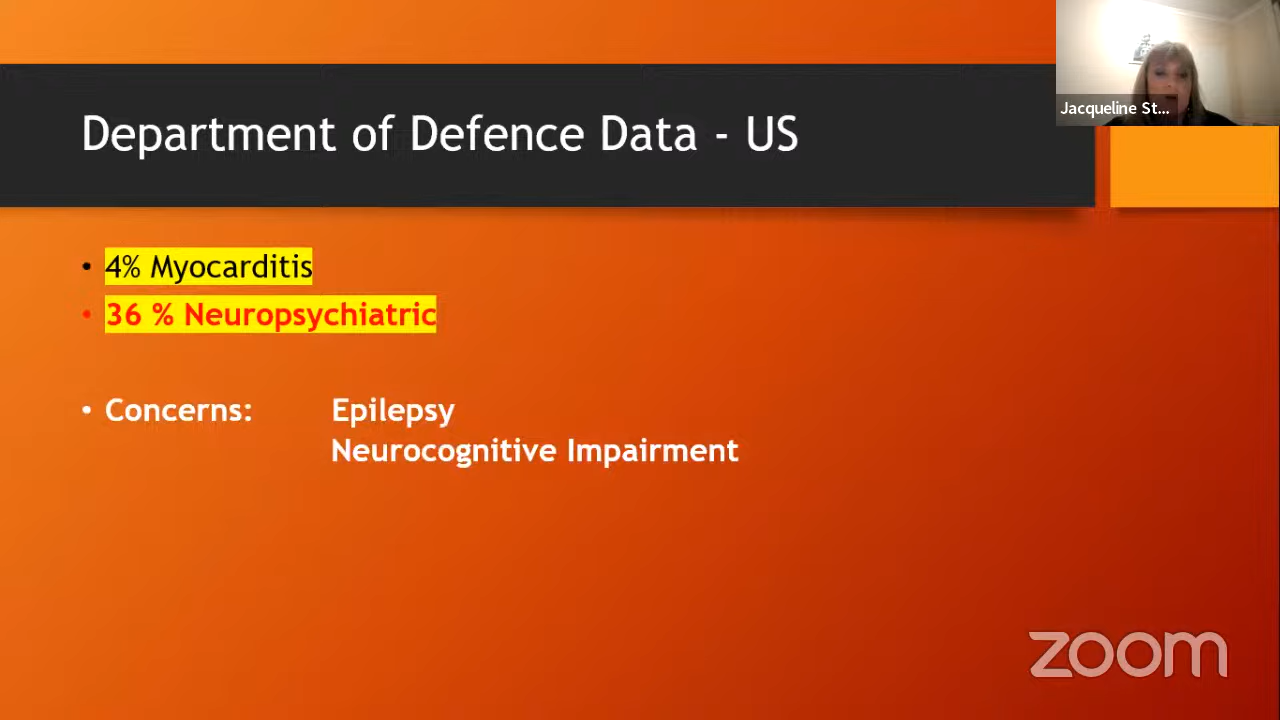 Jacqueline St...
Department of Defence Data - US
• 4% Myocarditis
• 36 % Neuropsychiatric
• Concerns: Epilepsy
Neurocognitive Impairment
zoom